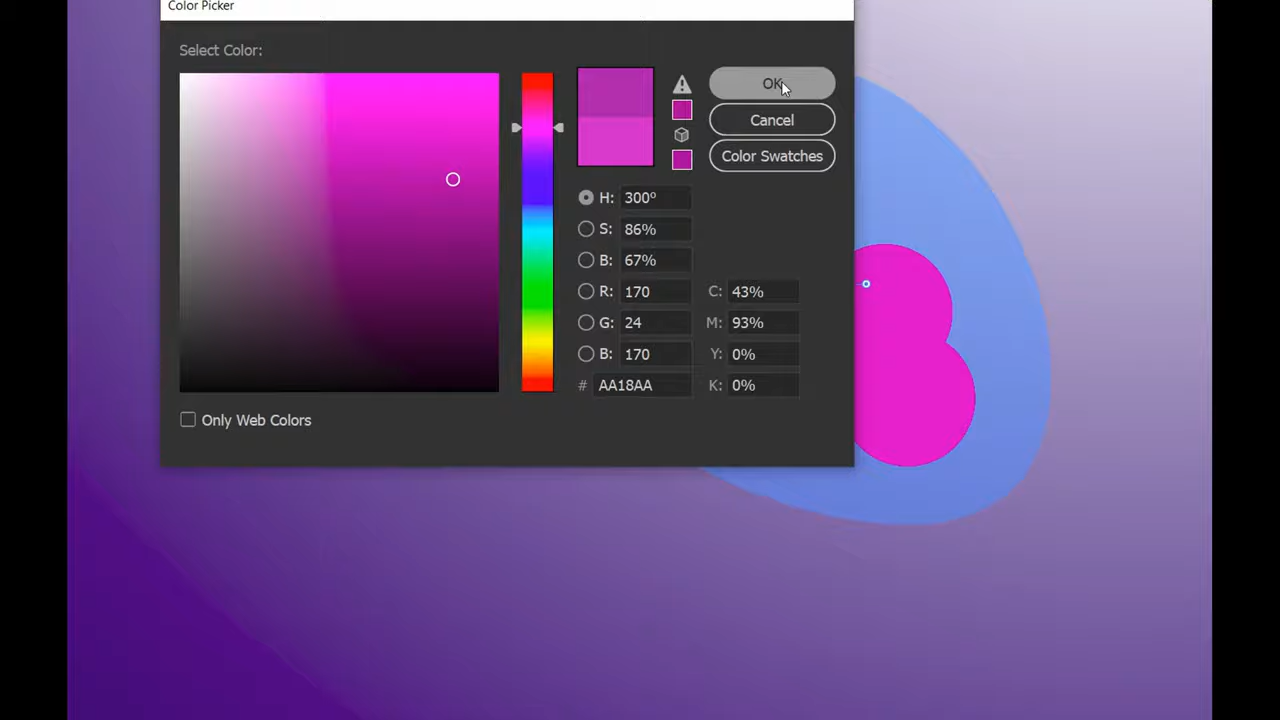 Color Picker
Select Color:
OK
Cancel
Color Swatches
H: 300º
S: 86%
B: 67%
R: 170 C: 43%
G: 24 M: 93%
B: 170 Y: 0%
# AA18AA K: 0%
Only Web Colors